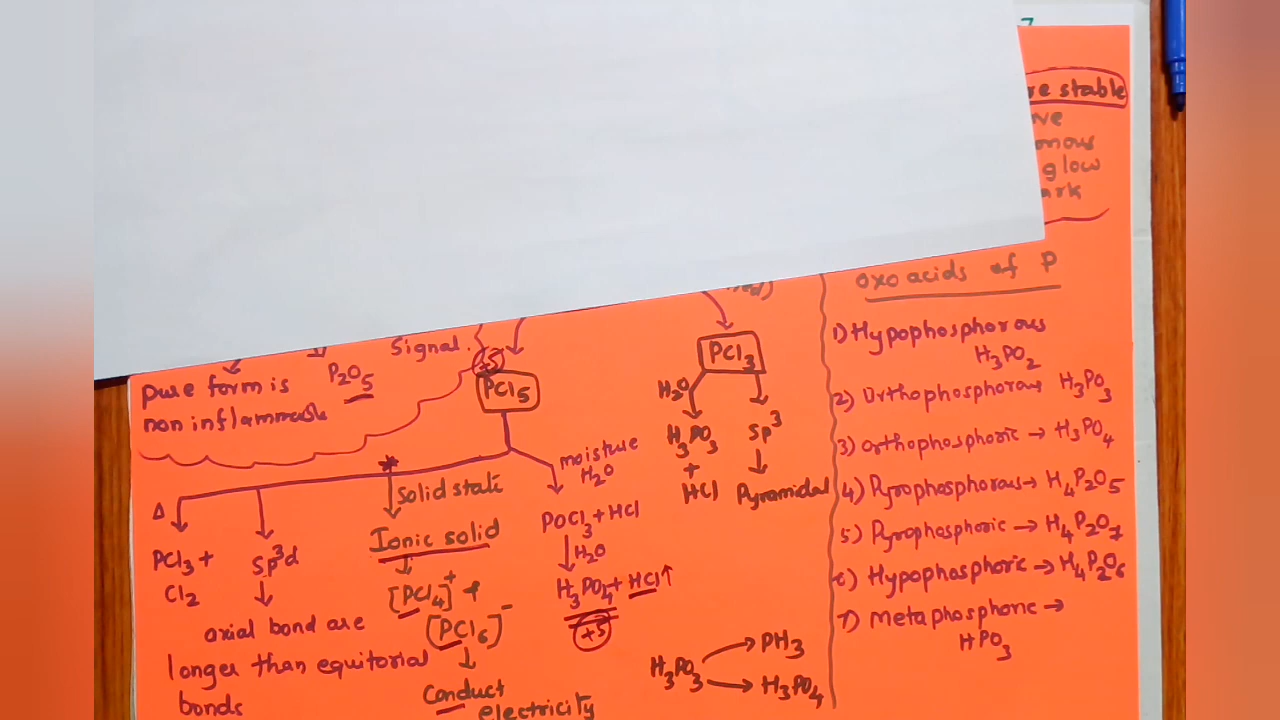 re stable
ve
glow
ark
oxo acids of P
1) Hypophosphorous
H3PO2
2) Orthophosphorous H3PO3
3) Orthophosphoric → H3PO4
4) Pyrophosphorous → H4P2O5
5) Pyrophosphoric → H4P2O7
6) Hypophosphoric → H4P2O6
7) Metaphosphoric →
HPO3
Signal.
P2O5
pure form is
non inflammable
+5
PCl5
Δ
PCl3 +
Cl2
sp3d
axial bond are
longer than equitorial
bonds
*
Solid state
Ionic solid
[PCl4]+ +
[PCl6]-
Conduct
electricity
moisture
H2O
POCl3 + HCl
H2O
H3PO4 + HCl↑
+5
PCl3
H2O
H3PO3
+
HCl
sp3
Pyramidal
H3PO3 → PH3
→ H3PO4